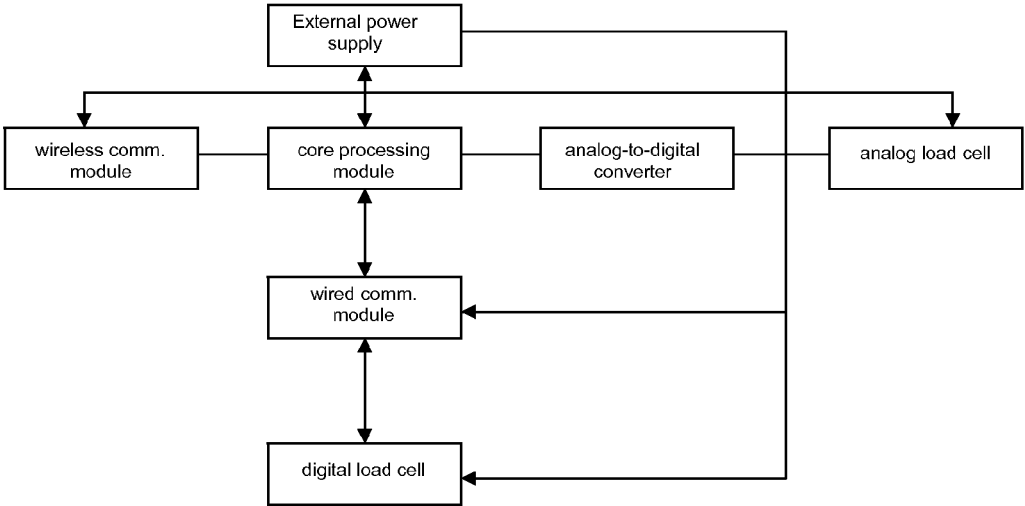 External power
supply
wireless comm.
module
core processing
module
analog-to-digital
converter
analog load cell
wired comm.
module
digital load cell